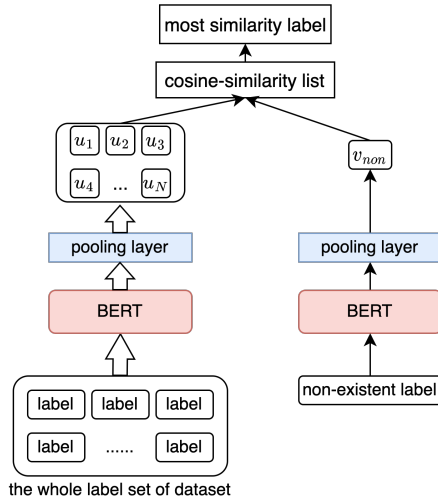 most similarity label
cosine-similarity list
u₁ u₂ u₃
u₄ ... u_N
v_non
pooling layer
pooling layer
BERT
BERT
label label label
label ...... label
non-existent label
the whole label set of dataset